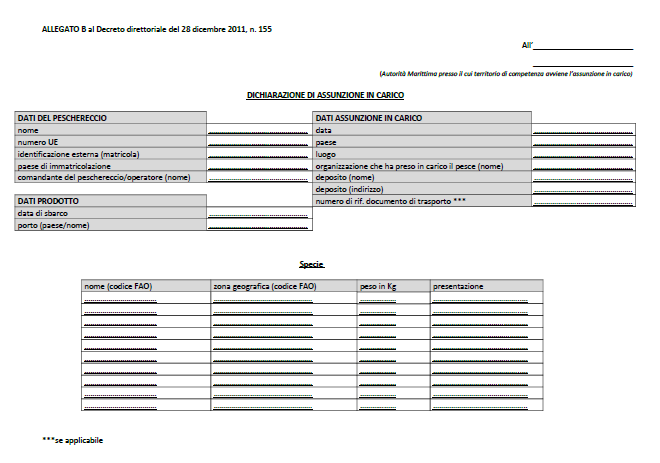 ALLEGATO B al Decreto direttoriale del 28 dicembre 2011, n. 155
All'
(Autorità Marittima presso il cui territorio di competenza avviene l'assunzione in carico)
DICHIARAZIONE DI ASSUNZIONE IN CARICO
DATI DEL PESCHERECCIO
nome
numero UE
identificazione esterna (matricola)
paese di immatricolazione
comandante del peschereccio/operatore (nome)
DATI PRODOTTO
data di sbarco
porto (paese/nome)
DATI ASSUNZIONE IN CARICO
data
paese
luogo
organizzazione che ha preso in carico il pesce (nome)
deposito (nome)
deposito (indirizzo)
numero di rif. documento di trasporto ***
Specie
nome (codice FAO) zona geografica (codice FAO) peso in Kg presentazione
***se applicabile